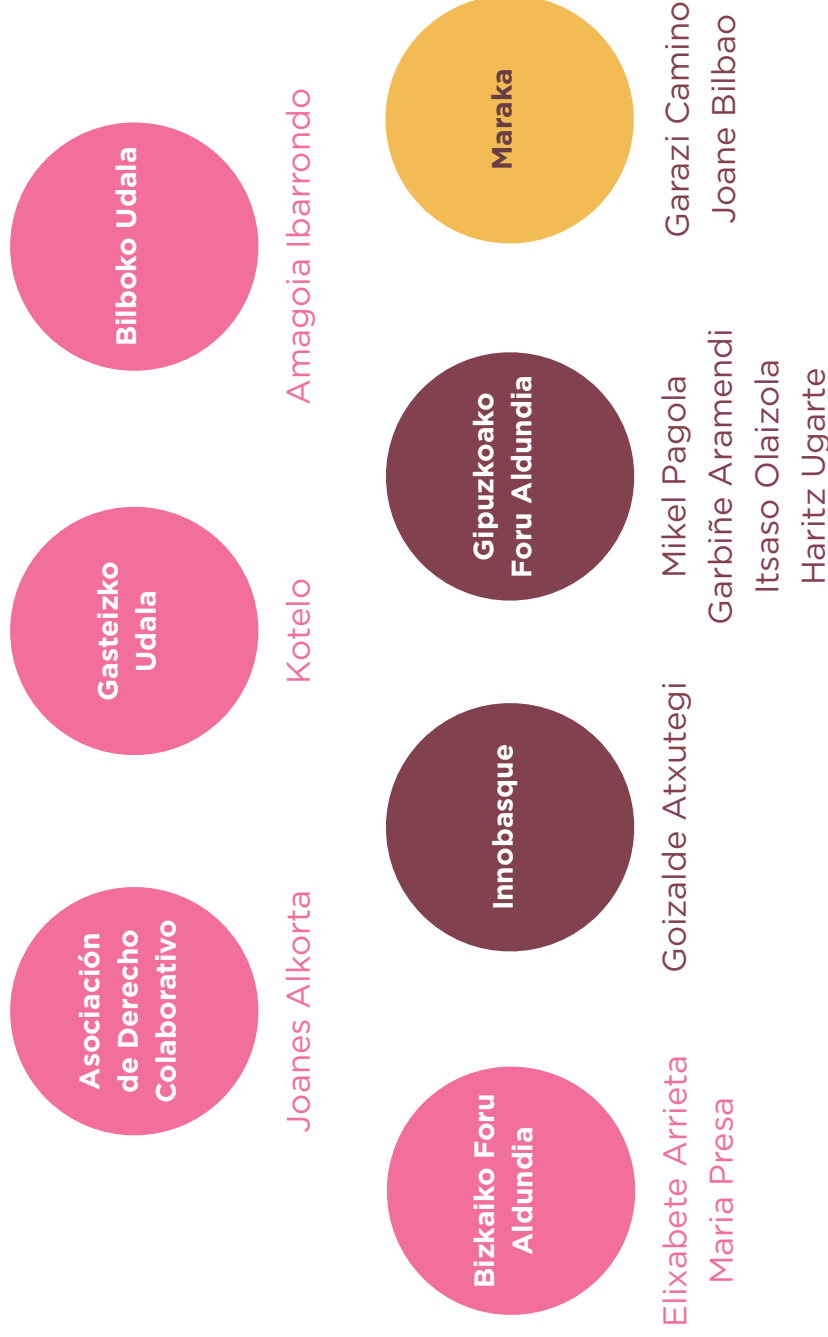 Asociación
de Derecho
Colaborativo
Joanes Alkorta
Gasteizko
Udala
Kotelo
Bilboko Udala
Amagoia Ibarrondo
Bizkaiko Foru
Aldundia
Elixabete Arrieta
Maria Presa
Innobasque
Goizalde Atxutegi
Gipuzkoako
Foru Aldundia
Mikel Pagola
Garbiñe Aramendi
Itsaso Olaizola
Haritz Ugarte
Maraka
Garazi Camino
Joane Bilbao